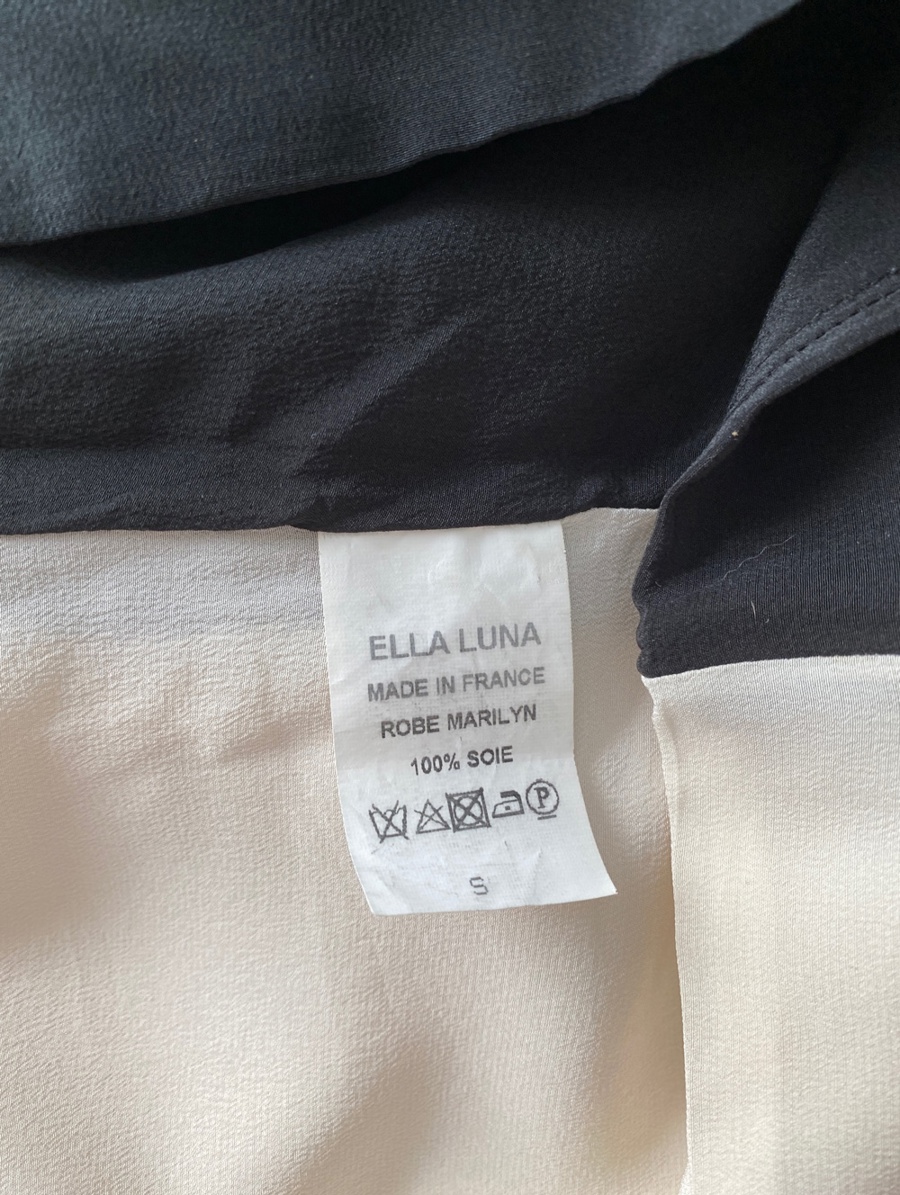 ELLA LUNA
MADE IN FRANCE
ROBE MARILYN
100% SOIE
P
S